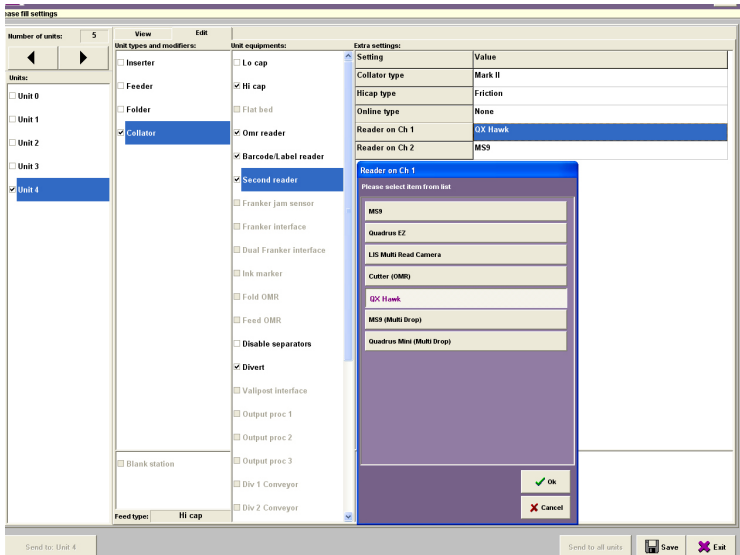 ease fill settings
Number of units: 5
View Edit
Unit types and modifiers:
Unit equipments:
Extra settings:
Units:
Unit 0
Unit 1
Unit 2
Unit 3
Unit 4
Inserter
Feeder
Folder
Collator
Blank station
Feed type: Hi cap
Lo cap
Hi cap
Flat bed
Omr reader
Barcode/Label reader
Second reader
Franker jam sensor
Franker interface
Dual Franker interface
Ink marker
Fold OMR
Feed OMR
Disable separators
Divert
Valipost interface
Output proc 1
Output proc 2
Output proc 3
Div 1 Conveyor
Div 2 Conveyor
Setting Value
Collator type Mark II
Hicap type Friction
Online type None
Reader on Ch 1 QX Hawk
Reader on Ch 2 MS9
Reader on Ch 1
Please select item from list
MS9
Quadrus EZ
LIS Multi Read Camera
Cutter (OMR)
QX Hawk
MS9 (Multi Drop)
Quadrus Mini (Multi Drop)
Ok
Cancel
Send to: Unit 4
Send to all units
Save
Exit